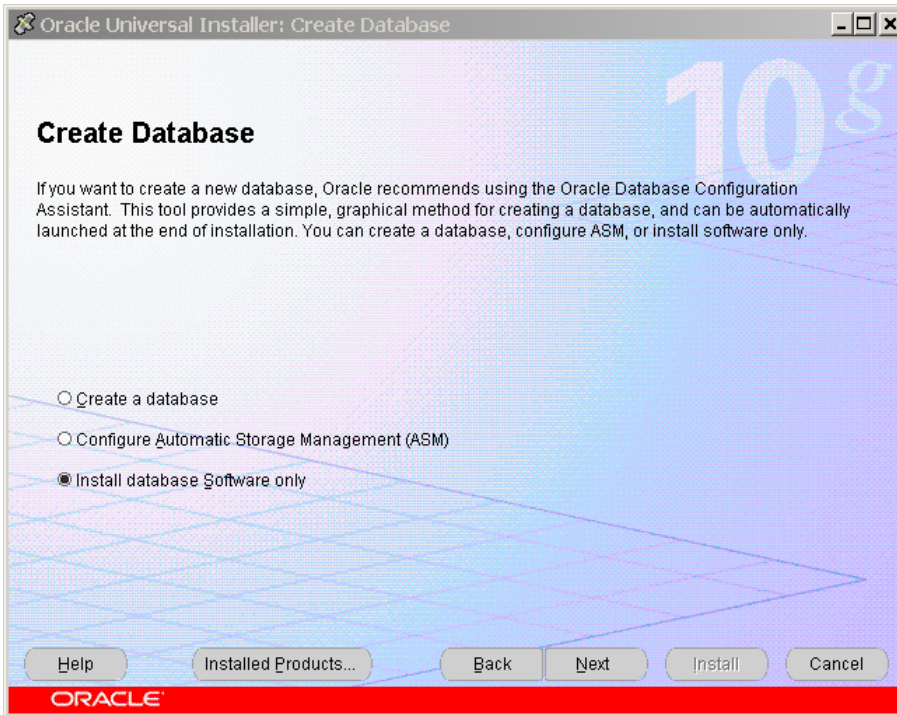 Oracle Universal Installer: Create Database
10g
Create Database
If you want to create a new database, Oracle recommends using the Oracle Database Configuration
Assistant. This tool provides a simple, graphical method for creating a database, and can be automatically
launched at the end of installation. You can create a database, configure ASM, or install software only.
Create a database
Configure Automatic Storage Management (ASM)
Install database Software only
Help Installed Products... Back Next Install Cancel
ORACLE